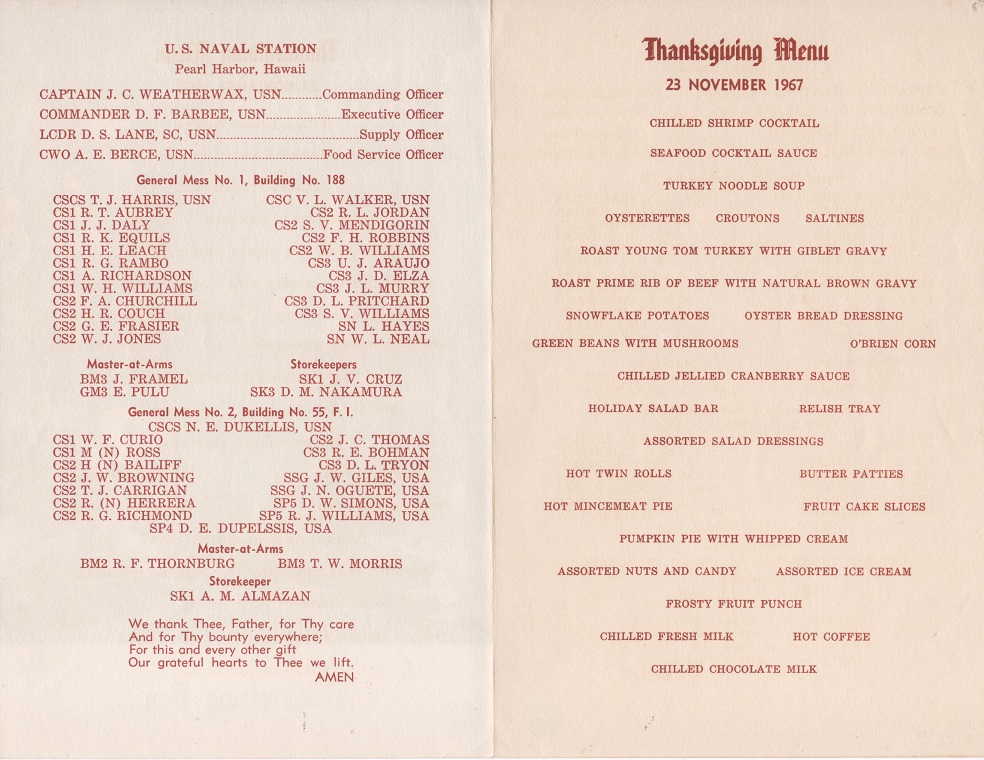 U. S. NAVAL STATION
Pearl Harbor, Hawaii
CAPTAIN J. C. WEATHERWAX, USN............Commanding Officer
COMMANDER D. F. BARBEE, USN......................Executive Officer
LCDR D. S. LANE, SC, USN..........................................Supply Officer
CWO A. E. BERCE, USN......................................Food Service Officer
General Mess No. 1, Building No. 188
CSCS T. J. HARRIS, USN CSC V. L. WALKER, USN
CS1 R. T. AUBREY CS2 R. L. JORDAN
CS1 J. J. DALY CS2 S. V. MENDIGORIN
CS1 R. K. EQUILS CS2 F. H. ROBBINS
CS1 H. E. LEACH CS2 W. B. WILLIAMS
CS1 R. G. RAMBO CS3 U. J. ARAUJO
CS1 A. RICHARDSON CS3 J. D. ELZA
CS1 W. H. WILLIAMS CS3 J. L. MURRY
CS2 F. A. CHURCHILL CS3 D. L. PRITCHARD
CS2 H. R. COUCH CS3 S. V. WILLIAMS
CS2 G. E. FRASIER SN L. HAYES
CS2 W. J. JONES SN W. L. NEAL
Master-at-Arms Storekeepers
BM3 J. FRAMEL SK1 J. V. CRUZ
GM3 E. PULU SK3 D. M. NAKAMURA
General Mess No. 2, Building No. 55, F. I.
CSCS N. E. DUKELLIS, USN
CS1 W. F. CURIO CS2 J. C. THOMAS
CS1 M (N) ROSS CS3 R. E. BOHMAN
CS2 H (N) BAILIFF CS3 D. L. TRYON
CS2 J. W. BROWNING SSG J. W. GILES, USA
CS2 T. J. CARRIGAN SSG J. N. OGUETE, USA
CS2 R. (N) HERRERA SP5 D. W. SIMONS, USA
CS2 R. G. RICHMOND SP5 R. J. WILLIAMS, USA
SP4 D. E. DUPELSSIS, USA
Master-at-Arms
BM2 R. F. THORNBURG BM3 T. W. MORRIS
Storekeeper
SK1 A. M. ALMAZAN
We thank Thee, Father, for Thy care
And for Thy bounty everywhere;
For this and every other gift
Our grateful hearts to Thee we lift.
AMEN
Thanksgiving Menu
23 NOVEMBER 1967
CHILLED SHRIMP COCKTAIL
SEAFOOD COCKTAIL SAUCE
TURKEY NOODLE SOUP
OYSTERETTES CROUTONS SALTINES
ROAST YOUNG TOM TURKEY WITH GIBLET GRAVY
ROAST PRIME RIB OF BEEF WITH NATURAL BROWN GRAVY
SNOWFLAKE POTATOES OYSTER BREAD DRESSING
GREEN BEANS WITH MUSHROOMS O'BRIEN CORN
CHILLED JELLIED CRANBERRY SAUCE
HOLIDAY SALAD BAR RELISH TRAY
ASSORTED SALAD DRESSINGS
HOT TWIN ROLLS BUTTER PATTIES
HOT MINCEMEAT PIE FRUIT CAKE SLICES
PUMPKIN PIE WITH WHIPPED CREAM
ASSORTED NUTS AND CANDY ASSORTED ICE CREAM
FROSTY FRUIT PUNCH
CHILLED FRESH MILK HOT COFFEE
CHILLED CHOCOLATE MILK